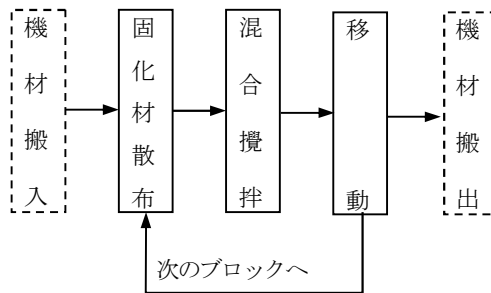 機材搬入
固化材散布
混合攪拌
移動
機材搬出
次のブロックへ